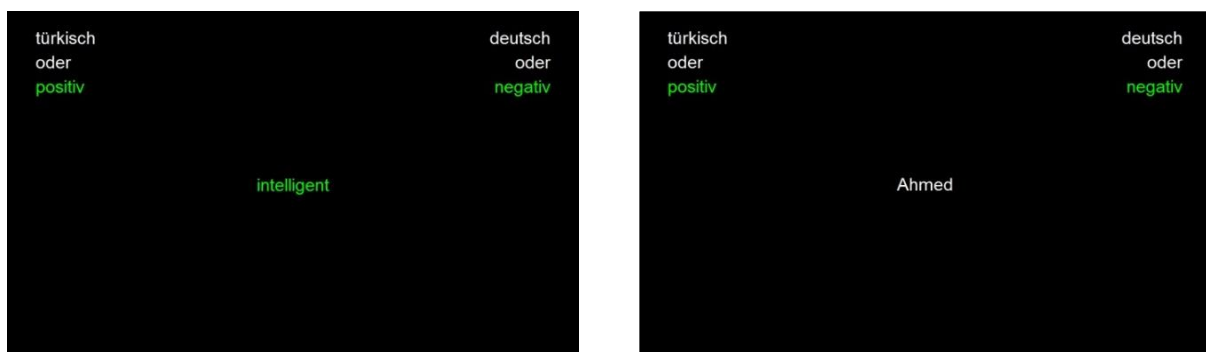 türkisch
oder
positiv
deutsch
oder
negativ
intelligent
türkisch
oder
positiv
deutsch
oder
negativ
Ahmed